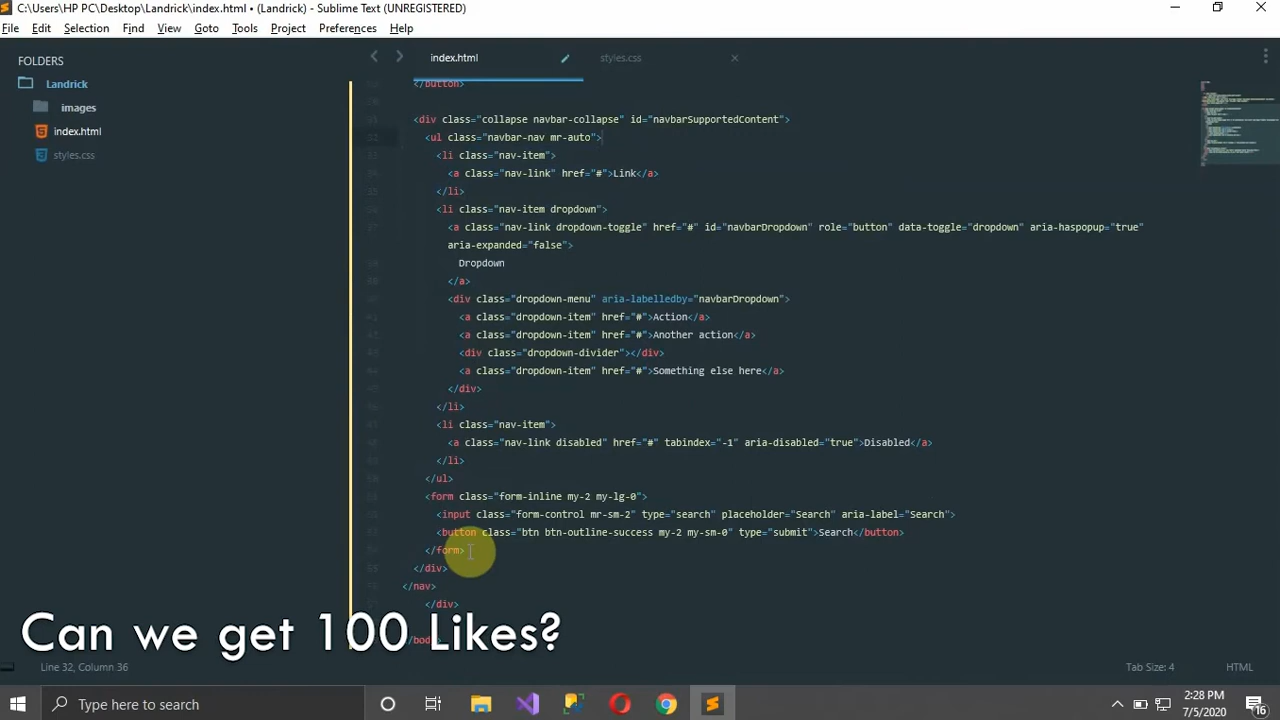 C:\Users\HP PC\Desktop\Landrick\index.html • (Landrick) - Sublime Text (UNREGISTERED)
File Edit Selection Find View Goto Tools Project Preferences Help
FOLDERS
Landrick
images
index.html
styles.css
index.html
styles.css
</button>
<div class="collapse navbar-collapse" id="navbarSupportedContent">
<ul class="navbar-nav mr-auto">
<li class="nav-item">
<a class="nav-link" href="#">Link</a>
</li>
<li class="nav-item dropdown">
<a class="nav-link dropdown-toggle" href="#" id="navbarDropdown" role="button" data-toggle="dropdown" aria-haspopup="true"
aria-expanded="false">
Dropdown
</a>
<div class="dropdown-menu" aria-labelledby="navbarDropdown">
<a class="dropdown-item" href="#">Action</a>
<a class="dropdown-item" href="#">Another action</a>
<div class="dropdown-divider"></div>
<a class="dropdown-item" href="#">Something else here</a>
</div>
</li>
<li class="nav-item">
<a class="nav-link disabled" href="#" tabindex="-1" aria-disabled="true">Disabled</a>
</li>
</ul>
<form class="form-inline my-2 my-lg-0">
<input class="form-control mr-sm-2" type="search" placeholder="Search" aria-label="Search">
<button class="btn btn-outline-success my-2 my-sm-0" type="submit">Search</button>
</form>
</div>
</nav>
</div>
Can we get 100 Likes?
Line 32, Column 36
Tab Size: 4
HTML
Type here to search
2:28 PM
7/5/2020
16